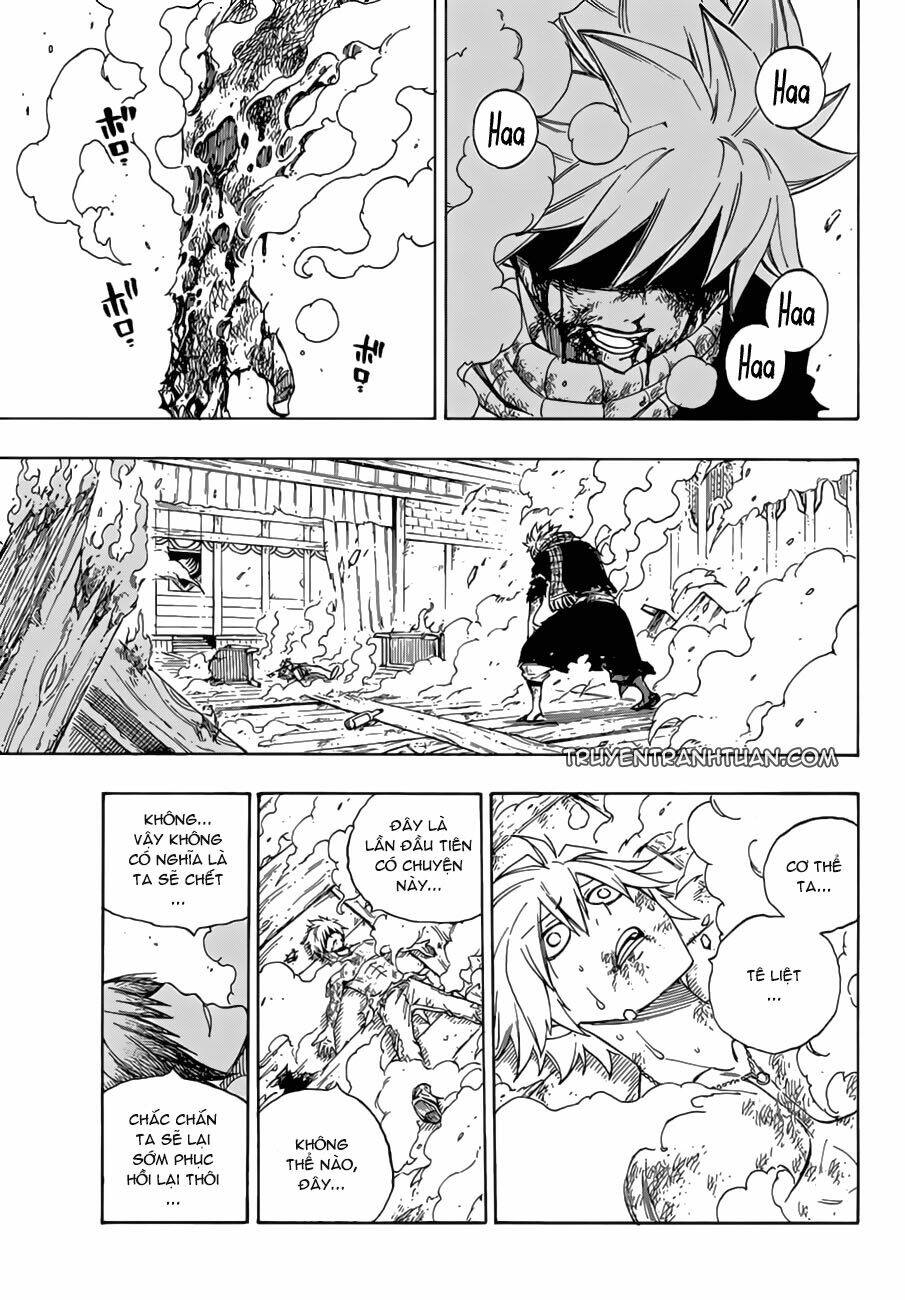 Haa
Haa
Haa
Haa
ボロ
ボロ
TRUYENTRANHTUAN.COM
CƠ THỂ
TA...
TÊ LIỆT
...
ĐÂY LÀ
LẦN ĐẦU TIÊN
CÓ CHUYỆN
NÀY...
KHÔNG
THỂ NÀO,
ĐÂY...
KHÔNG...
VẬY KHÔNG
CÓ NGHĨA LÀ
TA SẼ CHẾT
...
CHẮC CHẮN
TA SẼ LẠI
SỚM PHỤC
HỒI LẠI THÔI
...